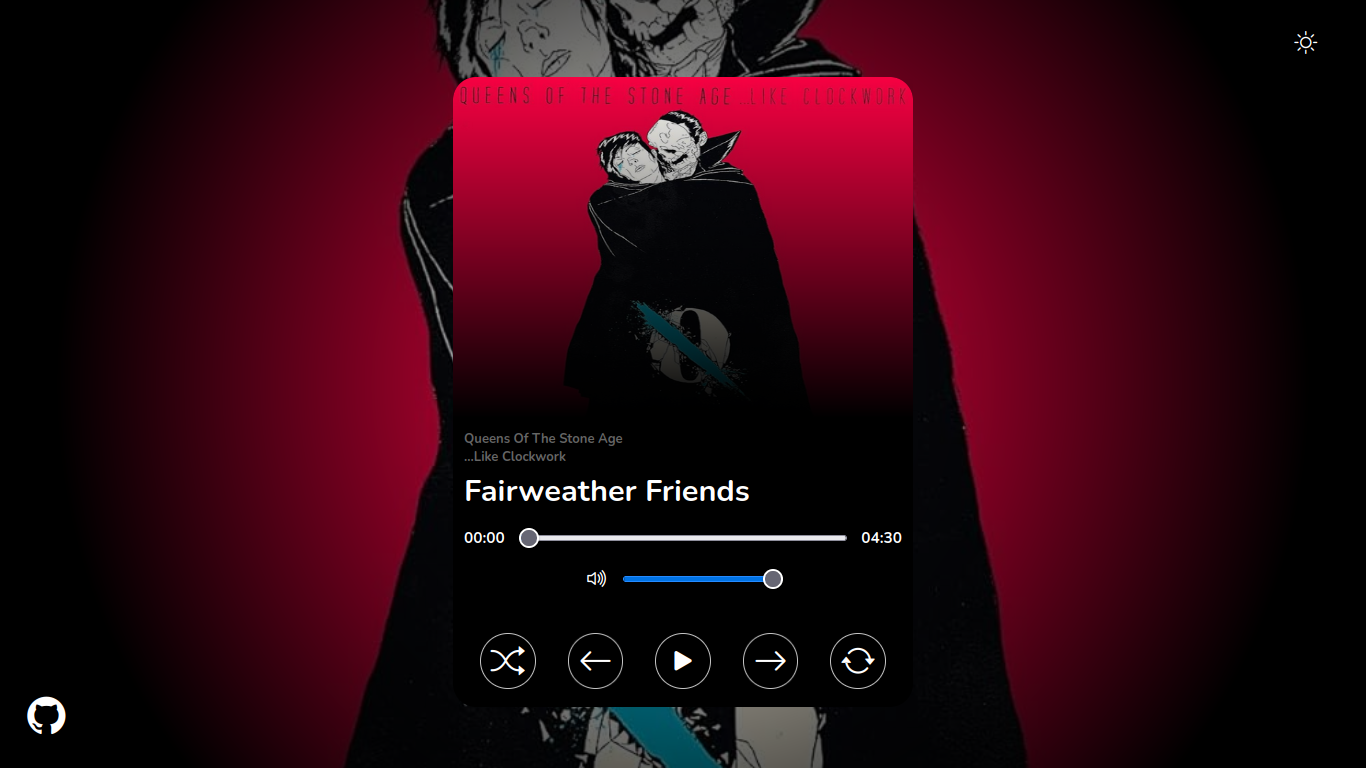 QUEENS OF THE STONE AGE...LIKE CLOCKWORK
Queens Of The Stone Age
...Like Clockwork
Fairweather Friends
00:00
04:30